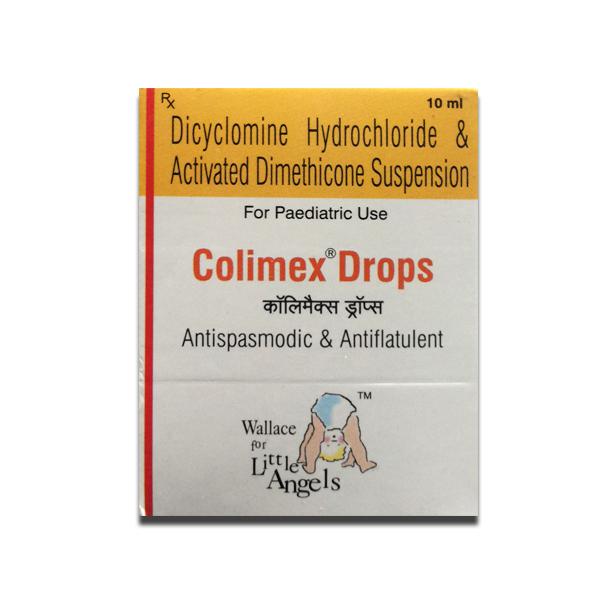 Rx
10 ml
Dicyclomine Hydrochloride &
Activated Dimethicone Suspension
For Paediatric Use
Colimex® Drops
कॉलिमैक्स ड्रॉप्स
Antispasmodic & Antiflatulent
TM
Wallace
for
Little
Angels